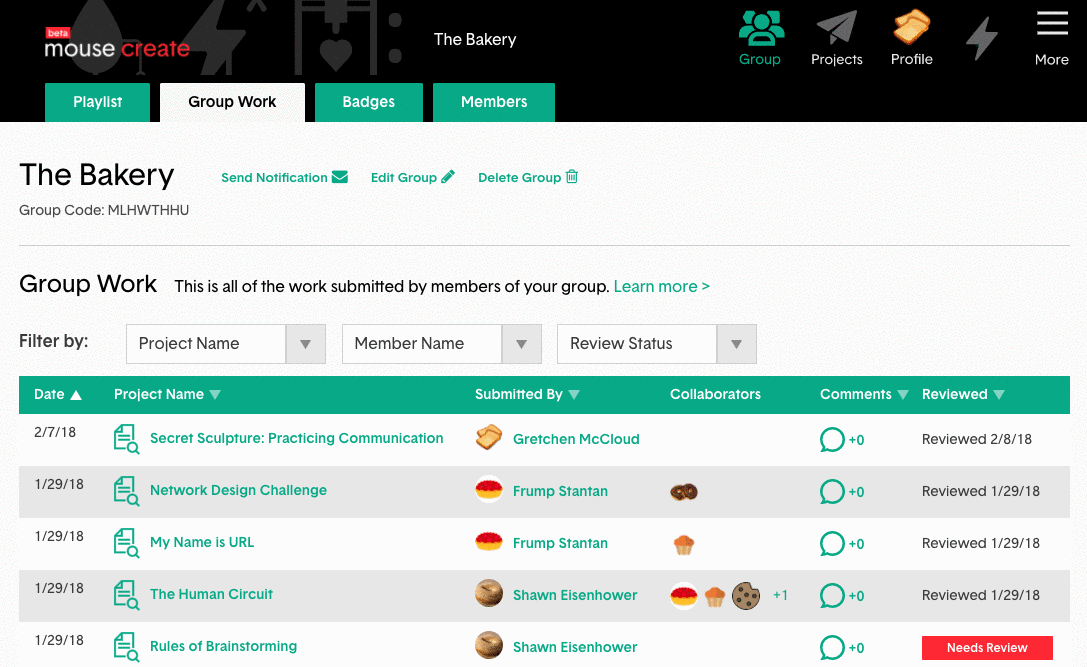 beta
mouse create
The Bakery
Group
Projects
Profile
More
Playlist
Group Work
Badges
Members
The Bakery
Send Notification
Edit Group
Delete Group
Group Code: MLHWTHHU
Group Work This is all of the work submitted by members of your group. Learn more >
Filter by: Project Name Member Name Review Status
Date Project Name Submitted By Collaborators Comments Reviewed
2/7/18 Secret Sculpture: Practicing Communication Gretchen McCloud +0 Reviewed 2/8/18
1/29/18 Network Design Challenge Frump Stantan +0 Reviewed 1/29/18
1/29/18 My Name is URL Frump Stantan +0 Reviewed 1/29/18
1/29/18 The Human Circuit Shawn Eisenhower +1 +0 Reviewed 1/29/18
1/29/18 Rules of Brainstorming Shawn Eisenhower +0 Needs Review